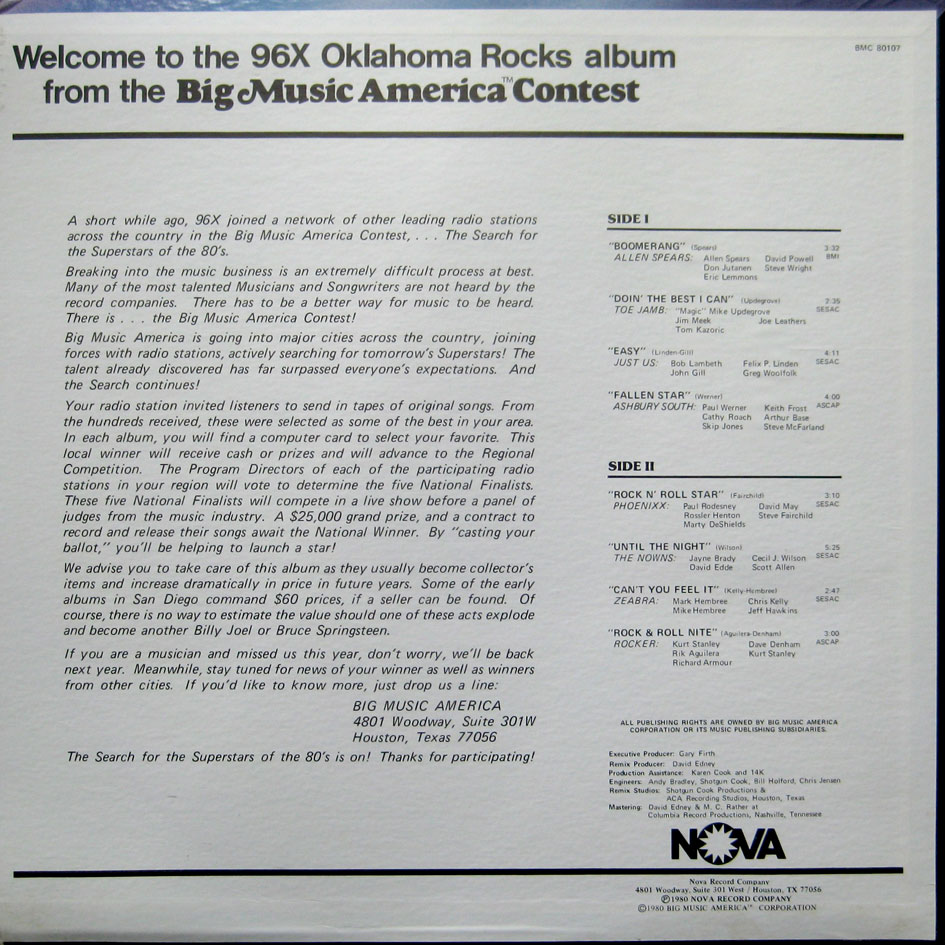 Welcome to the 96X Oklahoma Rocks album
from the Big Music America™ Contest
BMC 80107
A short while ago, 96X joined a network of other leading radio stations
across the country in the Big Music America Contest, . . . The Search for
the Superstars of the 80's.
Breaking into the music business is an extremely difficult process at best.
Many of the most talented Musicians and Songwriters are not heard by the
record companies. There has to be a better way for music to be heard.
There is . . . the Big Music America Contest!
Big Music America is going into major cities across the country, joining
forces with radio stations, actively searching for tomorrow's Superstars! The
talent already discovered has far surpassed everyone's expectations. And
the Search continues!
Your radio station invited listeners to send in tapes of original songs. From
the hundreds received, these were selected as some of the best in your area.
In each album, you will find a computer card to select your favorite. This
local winner will receive cash or prizes and will advance to the Regional
Competition. The Program Directors of each of the participating radio
stations in your region will vote to determine the five National Finalists.
These five National Finalists will compete in a live show before a panel of
judges from the music industry. A $25,000 grand prize, and a contract to
record and release their songs await the National Winner. By "casting your
ballot," you'll be helping to launch a star!
We advise you to take care of this album as they usually become collector's
items and increase dramatically in price in future years. Some of the early
albums in San Diego command $60 prices, if a seller can be found. Of
course, there is no way to estimate the value should one of these acts explode
and become another Billy Joel or Bruce Springsteen.
If you are a musician and missed us this year, don't worry, we'll be back
next year. Meanwhile, stay tuned for news of your winner as well as winners
from other cities. If you'd like to know more, just drop us a line:
BIG MUSIC AMERICA
4801 Woodway, Suite 301W
Houston, Texas 77056
The Search for the Superstars of the 80's is on! Thanks for participating!
SIDE I
"BOOMERANG" (Spears) 3:32
ALLEN SPEARS: Allen Spears David Powell BMI
Don Jutanen Steve Wright
Eric Lemmons
"DOIN' THE BEST I CAN" (Updegrove) 2:35
TOE JAMB: "Magic" Mike Updegrove SESAC
Jim Meek Joe Leathers
Tom Kazoric
"EASY" (Linden-Gill) 4:11
JUST US: Bob Lambeth Felix P. Linden SESAC
John Gill Greg Woolfolk
"FALLEN STAR" (Werner) 4:00
ASHBURY SOUTH: Paul Werner Keith Frost ASCAP
Cathy Roach Arthur Base
Skip Jones Steve McFarland
SIDE II
"ROCK N' ROLL STAR" (Fairchild) 3:10
PHOENIXX: Paul Rodesney David May SESAC
Rossler Henton Steve Fairchild
Marty DeShields
"UNTIL THE NIGHT" (Wilson) 5:25
THE NOWNS: Jayne Brady Cecil J. Wilson SESAC
David Edde Scott Allen
"CAN'T YOU FEEL IT" (Kelly-Hembree) 2:47
ZEABRA: Mark Hembree Chris Kelly SESAC
Mike Hembree Jeff Hawkins
"ROCK & ROLL NITE" (Aguilera-Denham) 3:00
ROCKER: Kurt Stanley Dave Denham ASCAP
Rik Aguilera Kurt Stanley
Richard Armour
ALL PUBLISHING RIGHTS ARE OWNED BY BIG MUSIC AMERICA
CORPORATION OR ITS MUSIC PUBLISHING SUBSIDIARIES.
Executive Producer: Gary Firth
Remix Producer: David Edney
Production Assistance: Karen Cook and 14K
Engineers: Andy Bradley, Shotgun Cook, Bill Holford, Chris Jensen
Remix Studios: Shotgun Cook Productions &
ACA Recording Studios, Houston, Texas
Mastering: David Edney & M. C. Rather at
Columbia Record Productions, Nashville, Tennessee
NOVA
Nova Record Company
4801 Woodway, Suite 301 West / Houston, TX 77056
℗1980 NOVA RECORD COMPANY
©1980 BIG MUSIC AMERICA™ CORPORATION